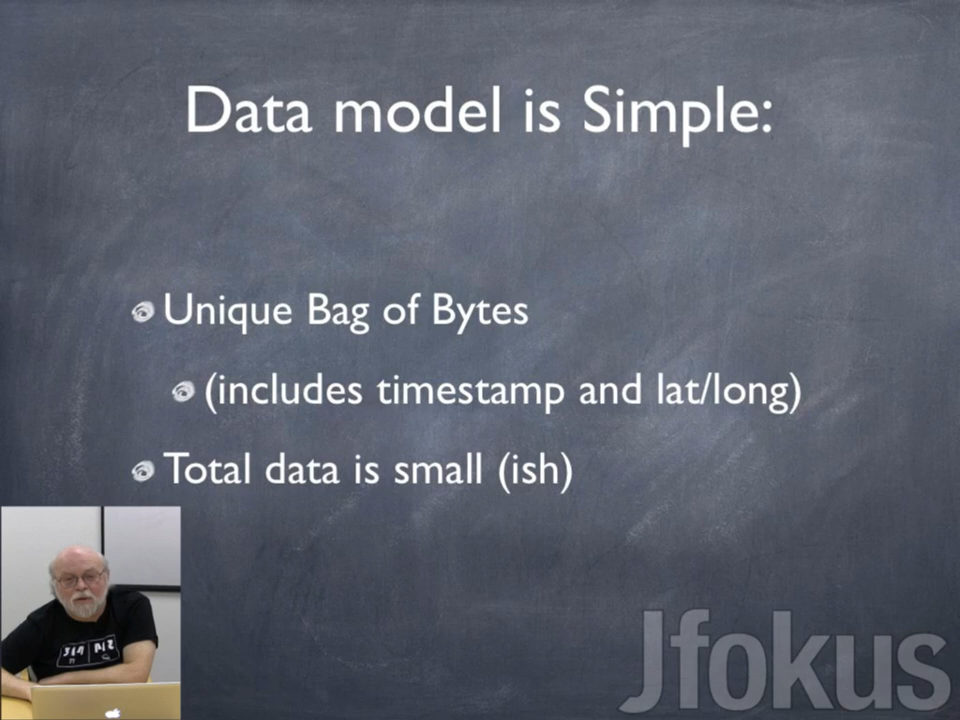 Data model is Simple:
Unique Bag of Bytes
(includes timestamp and lat/long)
Total data is small (ish)
Jfokus